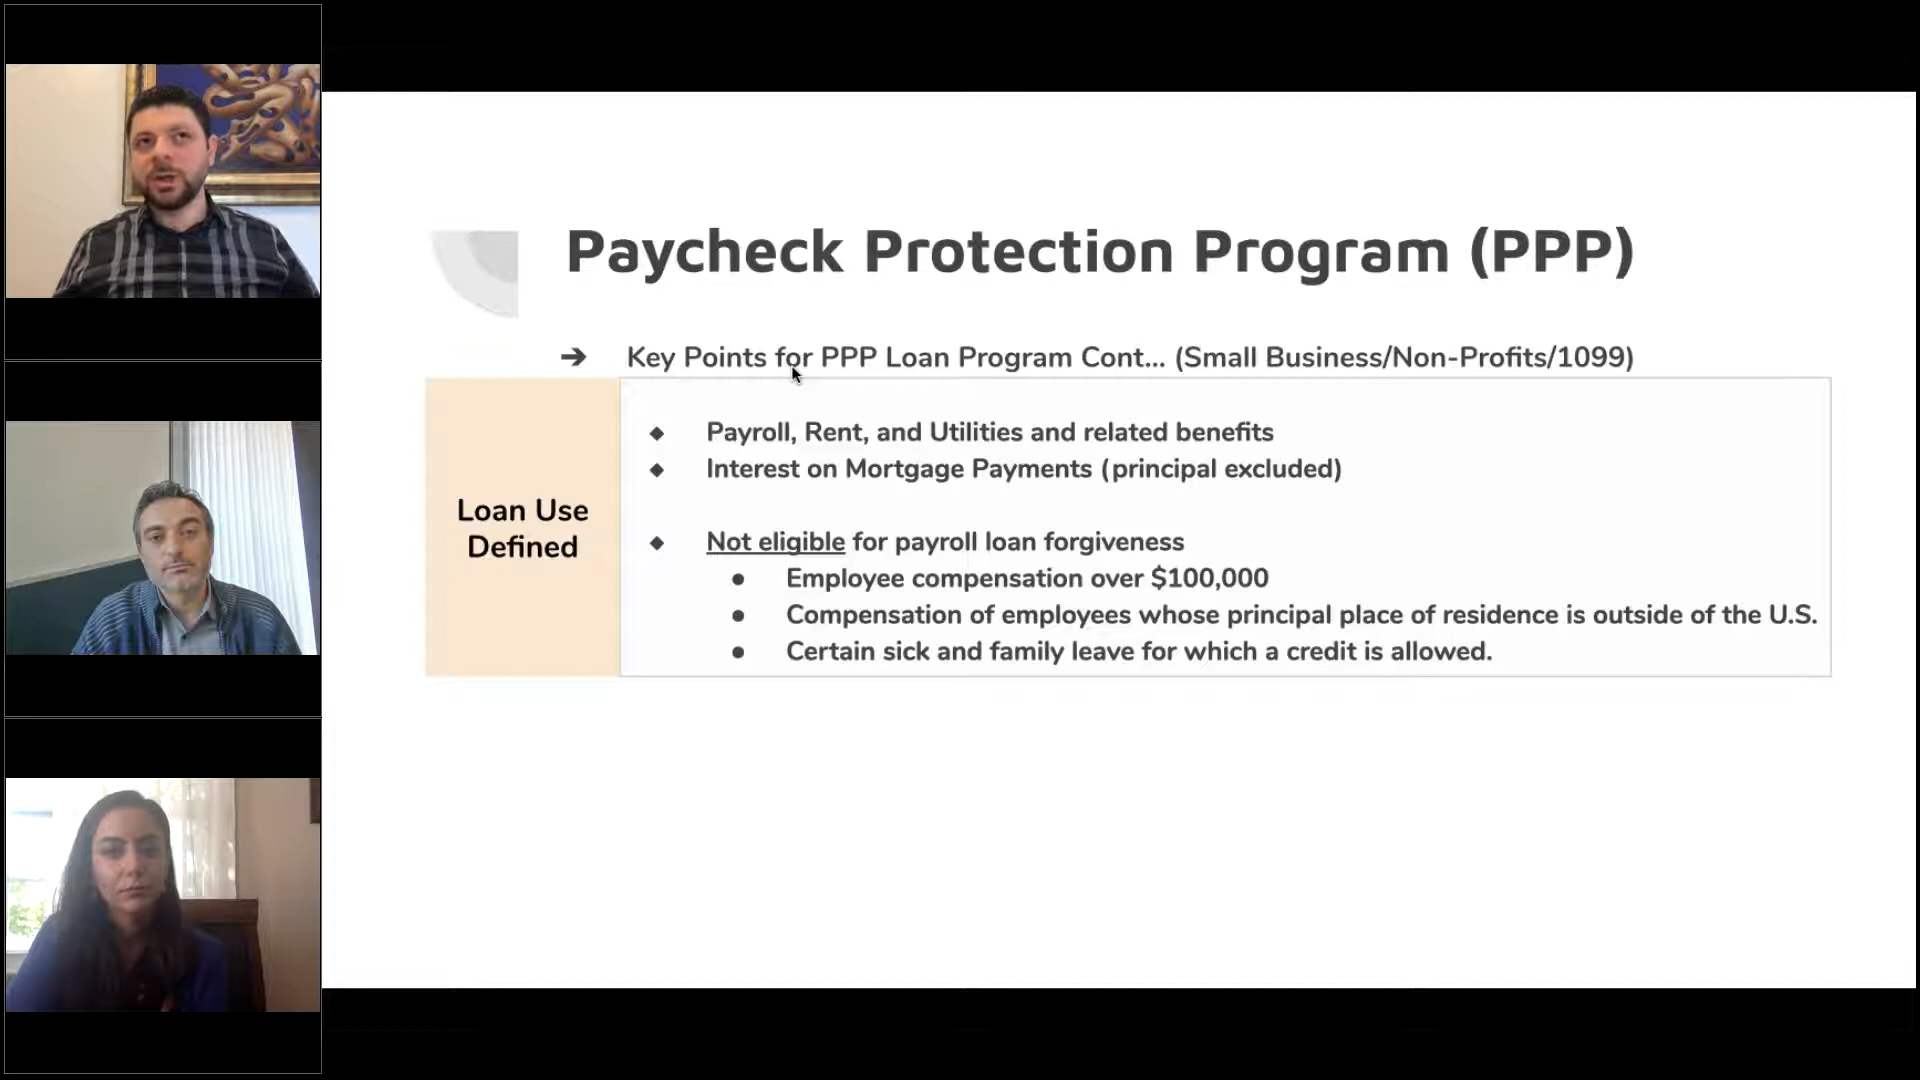 Paycheck Protection Program (PPP)
➔ Key Points for PPP Loan Program Cont... (Small Business/Non-Profits/1099)
Loan Use
Defined
◆ Payroll, Rent, and Utilities and related benefits
◆ Interest on Mortgage Payments (principal excluded)
◆ Not eligible for payroll loan forgiveness
● Employee compensation over $100,000
● Compensation of employees whose principal place of residence is outside of the U.S.
● Certain sick and family leave for which a credit is allowed.